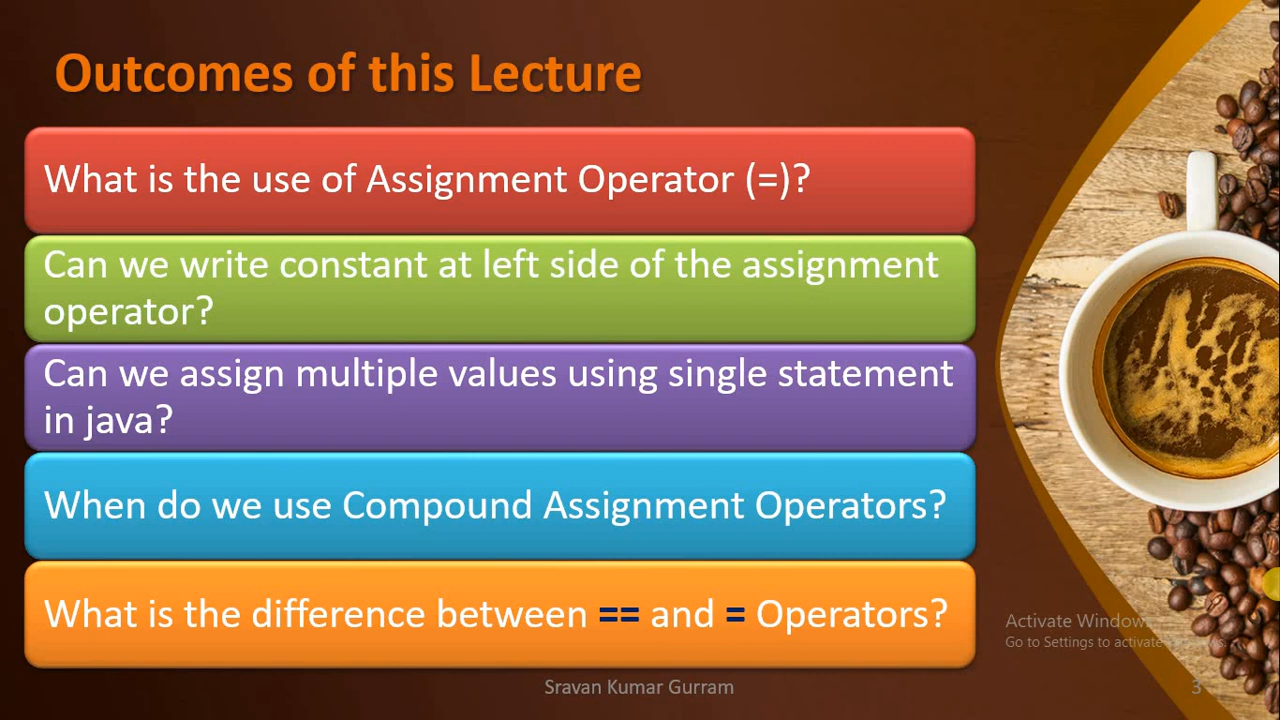 Outcomes of this Lecture
What is the use of Assignment Operator (=)?
Can we write constant at left side of the assignment
operator?
Can we assign multiple values using single statement
in java?
When do we use Compound Assignment Operators?
What is the difference between == and = Operators?
Activate Windows
Go to Settings to activate Windows.
Sravan Kumar Gurram
3